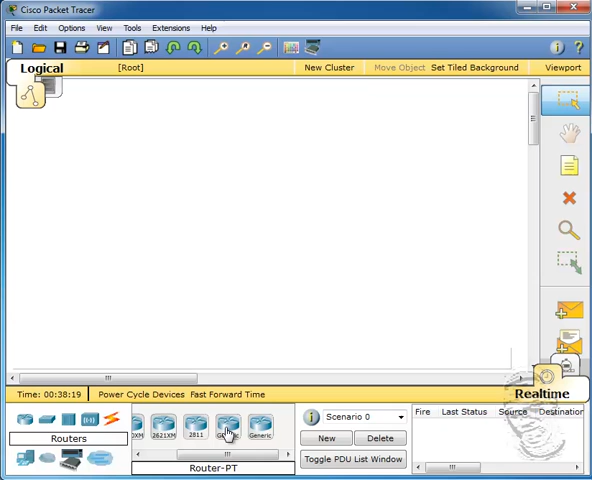 Cisco Packet Tracer
File Edit Options View Tools Extensions Help
Logical [Root] New Cluster Move Object Set Tiled Background Viewport
Time: 00:38:19 Power Cycle Devices Fast Forward Time Realtime
Routers
2621XM 2811 Generic
Router-PT
Scenario 0
New Delete
Toggle PDU List Window
Fire Last Status Source Destination